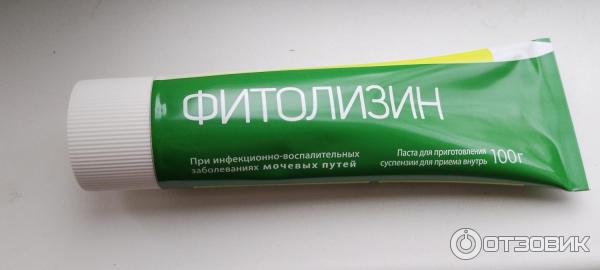 ФИТОЛИЗИН
При инфекционно-воспалительных
заболеваниях мочевых путей
Паста для приготовления
суспензии для приема внутрь
100г
ОТЗОВИК